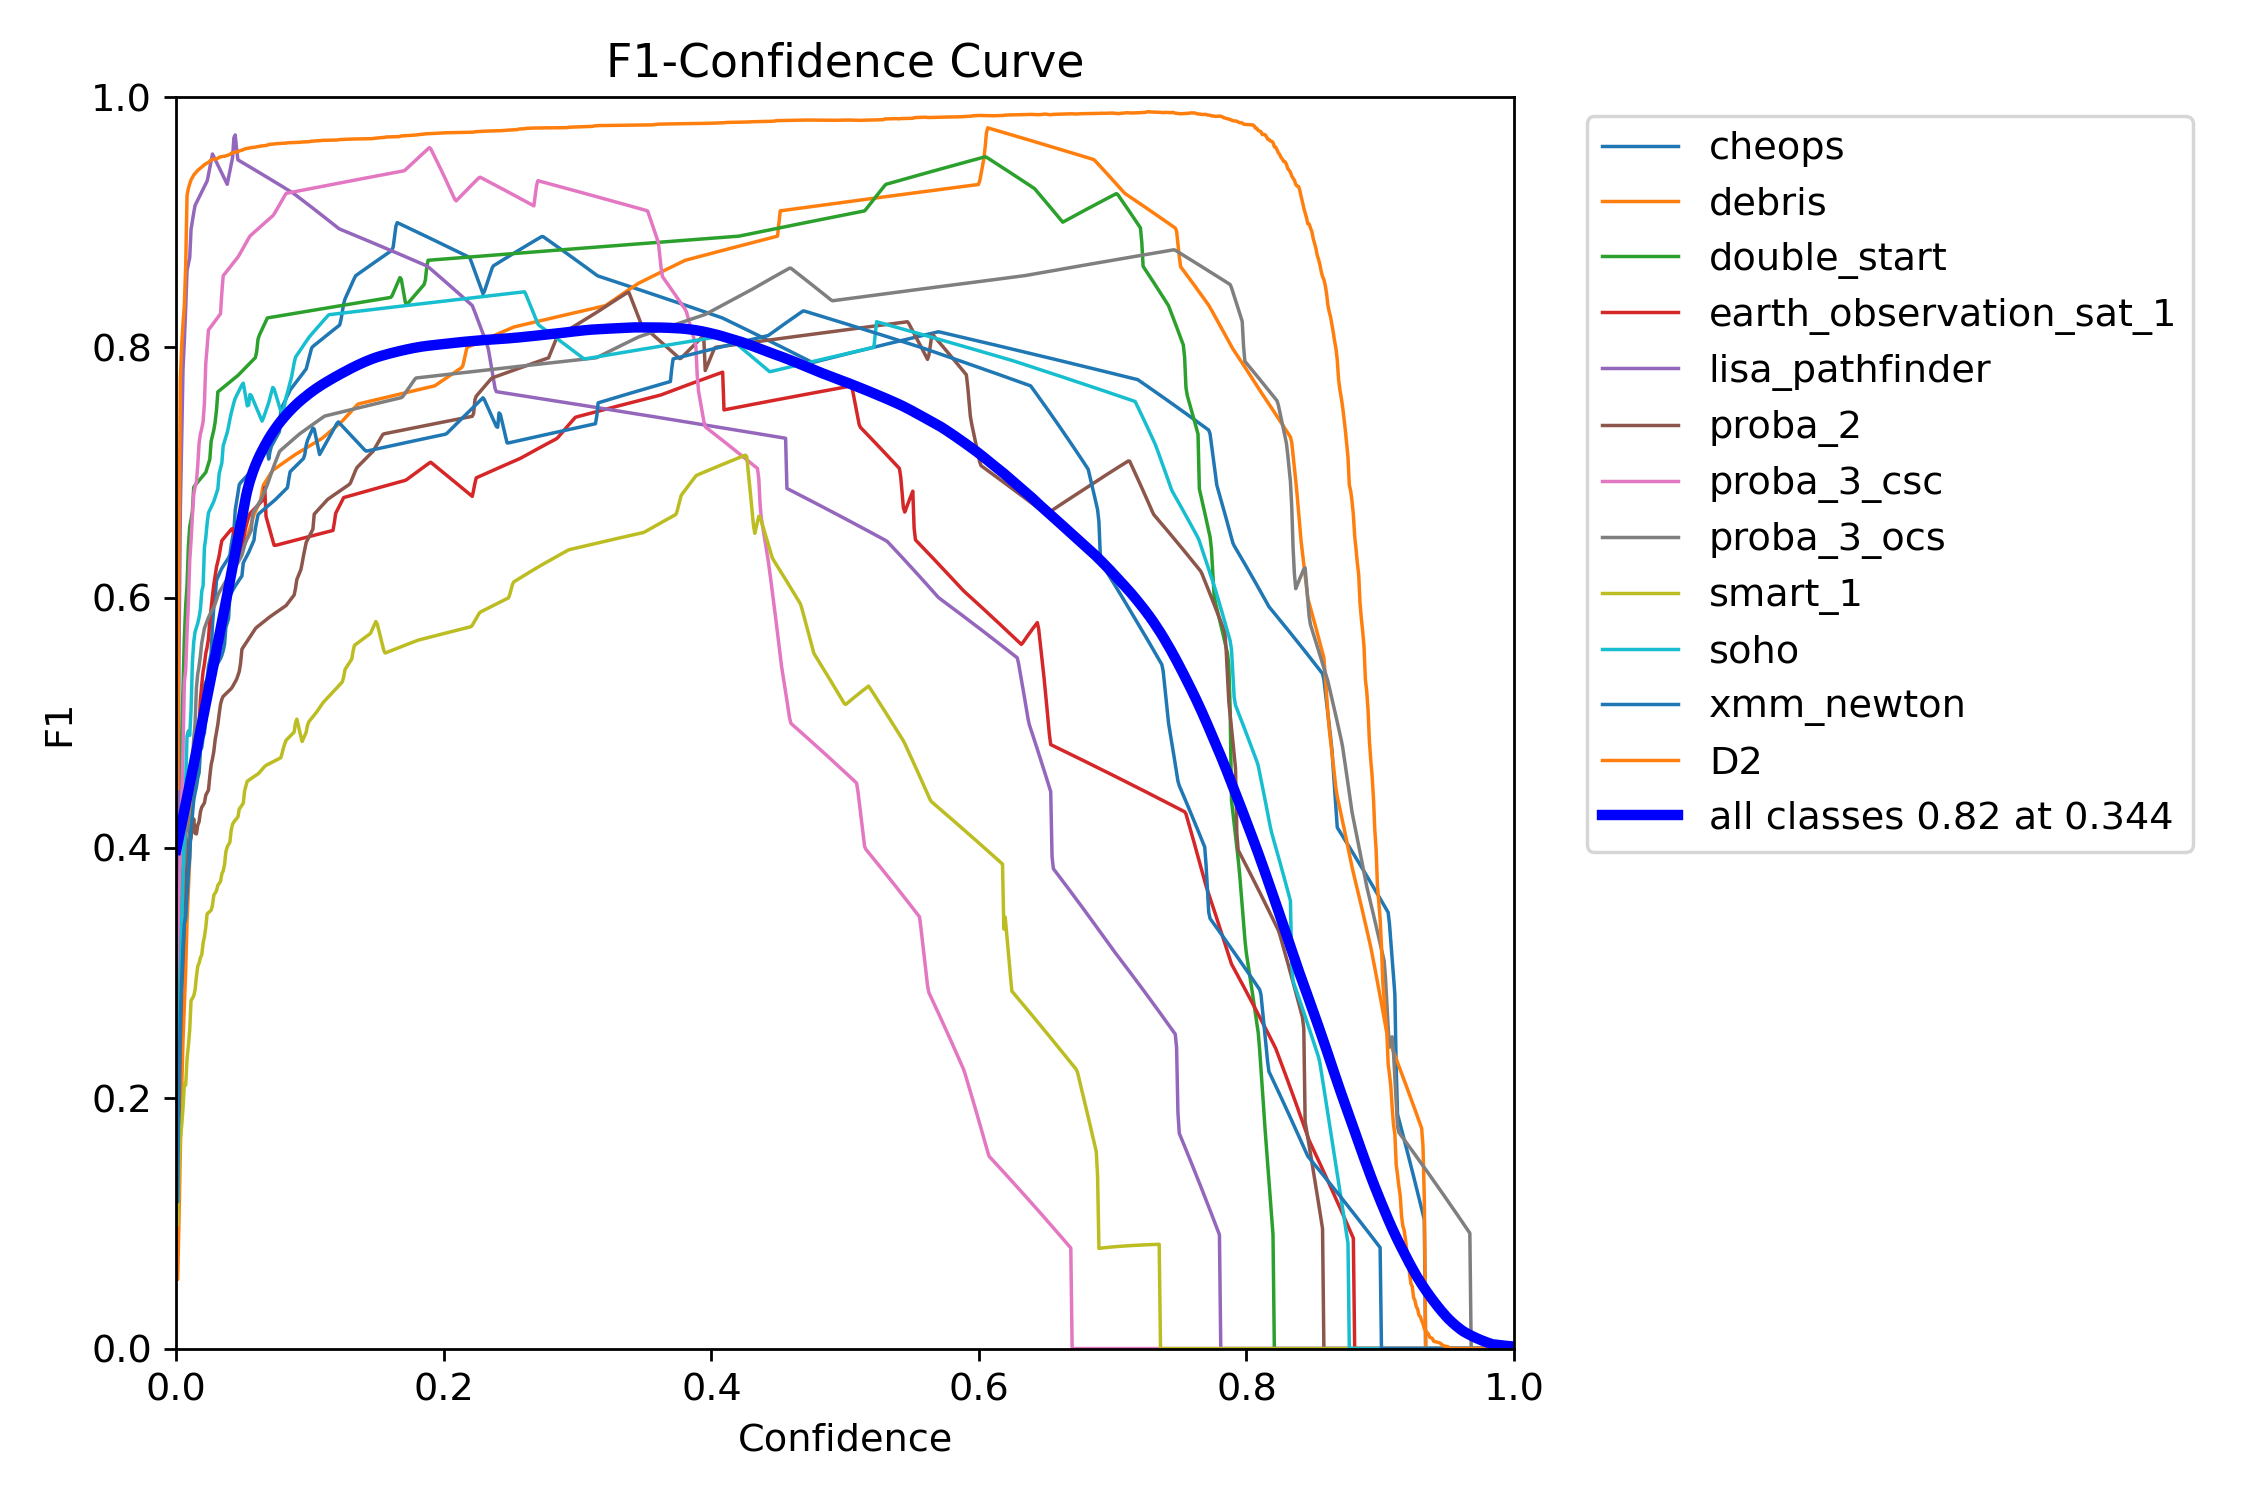 F1-Confidence Curve
1.0
0.8
0.6
0.4
0.2
0.0
F1
0.0 0.2 0.4 0.6 0.8 1.0
Confidence
cheops
debris
double_start
earth_observation_sat_1
lisa_pathfinder
proba_2
proba_3_csc
proba_3_ocs
smart_1
soho
xmm_newton
D2
all classes 0.82 at 0.344